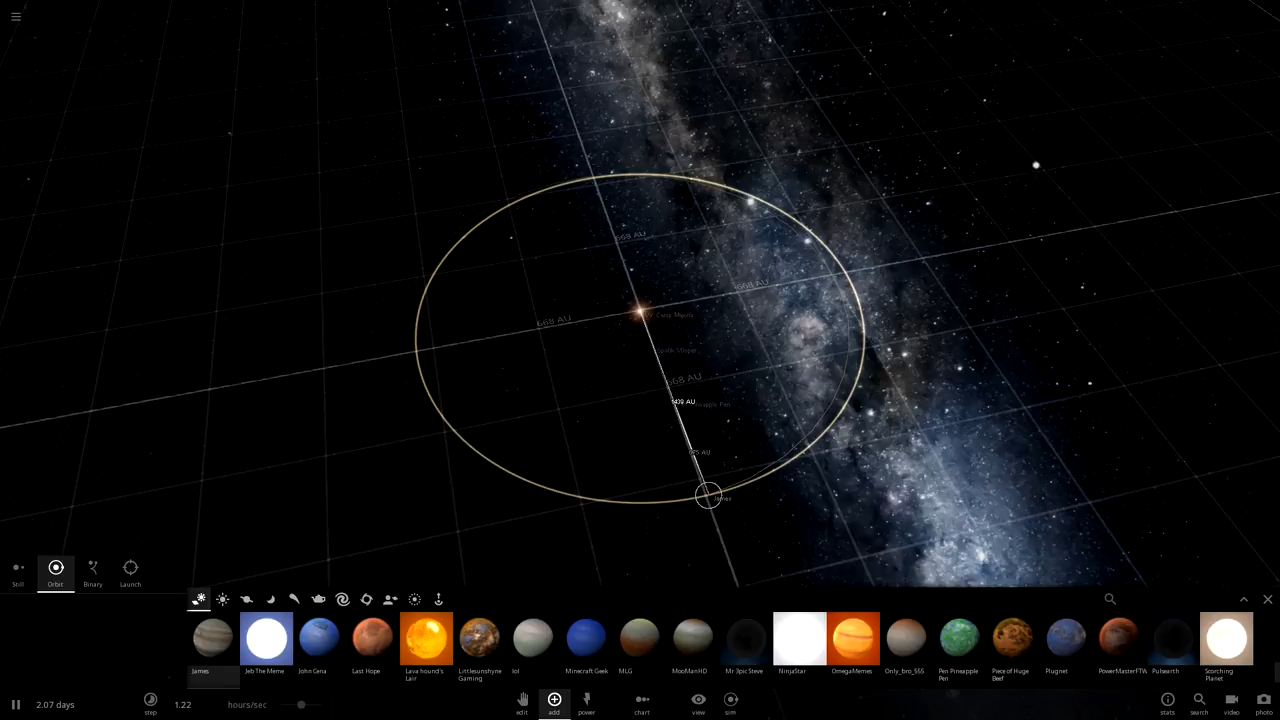 668 AU
668 AU
668 AU
668 AU
James
Still
Orbit
Binary
Launch
James
Jeb The Meme
John Cena
Last Hope
Lava hound's
Lair
Littleunshyne
Gaming
lol
Minecraft Geek
MLG
MooManHD
Mr 3pic Steve
NinjaStar
OmegaMemes
Only_bro_555
Pen Pineapple
Pen
Piece of Huge
Beef
Plugnet
PowerMasterFTW
Pulsearth
Scorching
Planet
2.07 days
step
1.22
hours/sec
edit
add
power
chart
view
sim
stats
search
video
photo